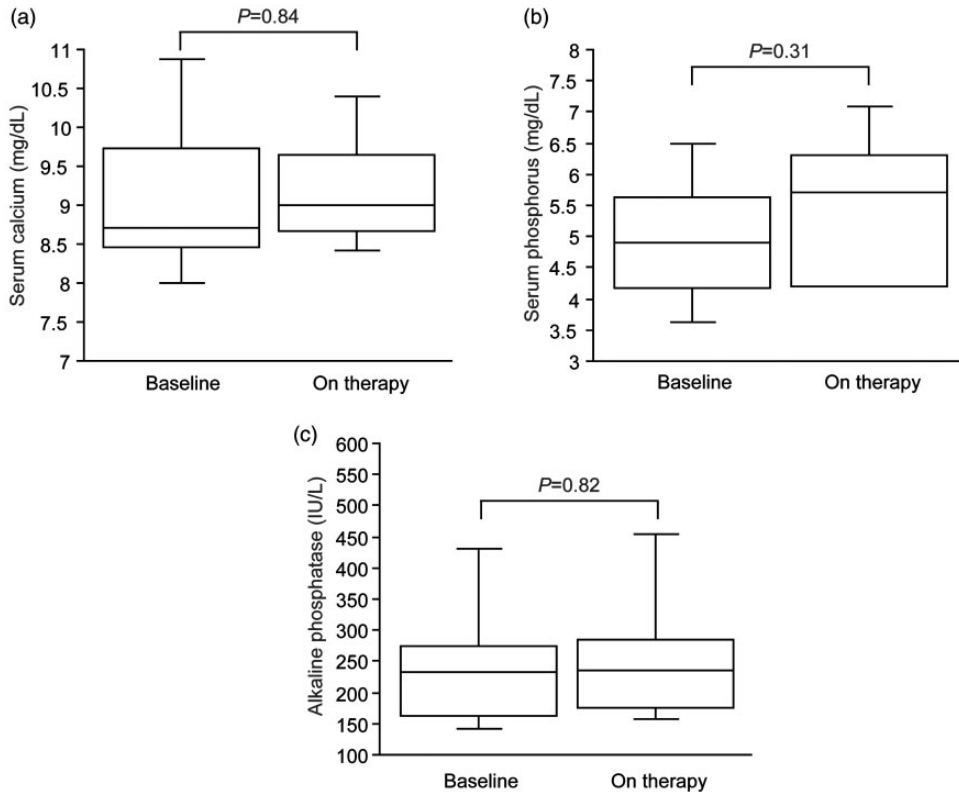 (a)
P=0.84
Serum calcium (mg/dL)
11
10.5
10
9.5
9
8.5
8
7.5
7
Baseline
On therapy
(b)
P=0.31
Serum phosphorus (mg/dL)
8
7.5
7
6.5
6
5.5
5
4.5
4
3.5
3
Baseline
On therapy
(c)
P=0.82
Alkaline phosphatase (IU/L)
600
550
500
450
400
350
300
250
200
150
100
Baseline
On therapy